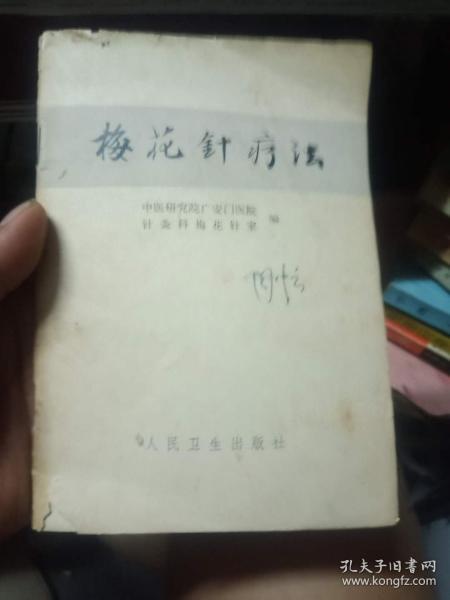 梅花針疗法
中医研究院广安门医院
针灸科梅花针室
编
人民卫生出版社
孔夫子旧书网
www.kongfz.com